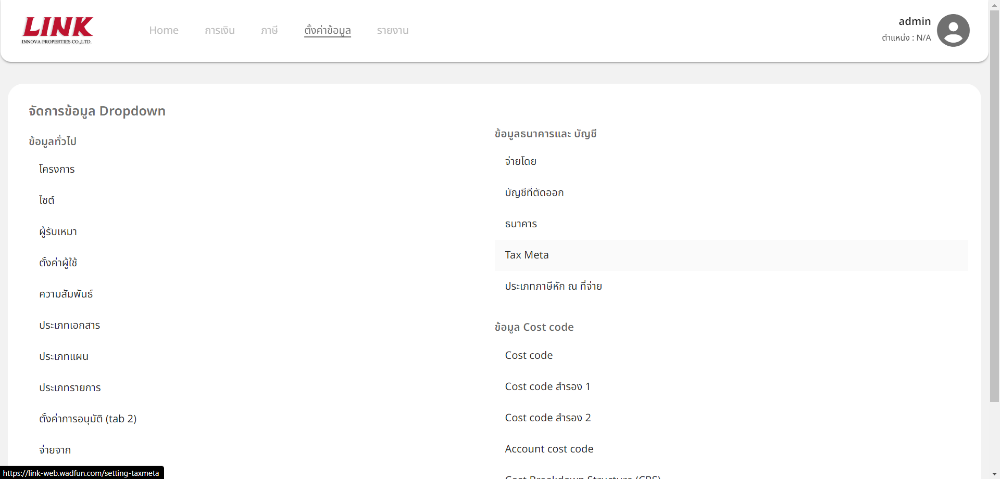 LINK
INNOVA PROPERTIES CO.,LTD.
Home
การเงิน
ภาษี
ตั้งค่าข้อมูล
รายงาน
admin
ตำแหน่ง : N/A
จัดการข้อมูล Dropdown
ข้อมูลทั่วไป
โครงการ
ไซต์
ผู้รับเหมา
ตั้งค่าผู้ใช้
ความสัมพันธ์
ประเภทเอกสาร
ประเภทแผน
ประเภทรายการ
ตั้งค่าการอนุมัติ (tab 2)
จ่ายจาก
ข้อมูลธนาคารและ บัญชี
จ่ายโดย
บัญชีที่ตัดออก
ธนาคาร
Tax Meta
ประเภทภาษีหัก ณ ที่จ่าย
ข้อมูล Cost code
Cost code
Cost code สำรอง 1
Cost code สำรอง 2
Account cost code
Cost Breakdown Structure (CBS)
https://link-web.wadfun.com/setting-taxmeta